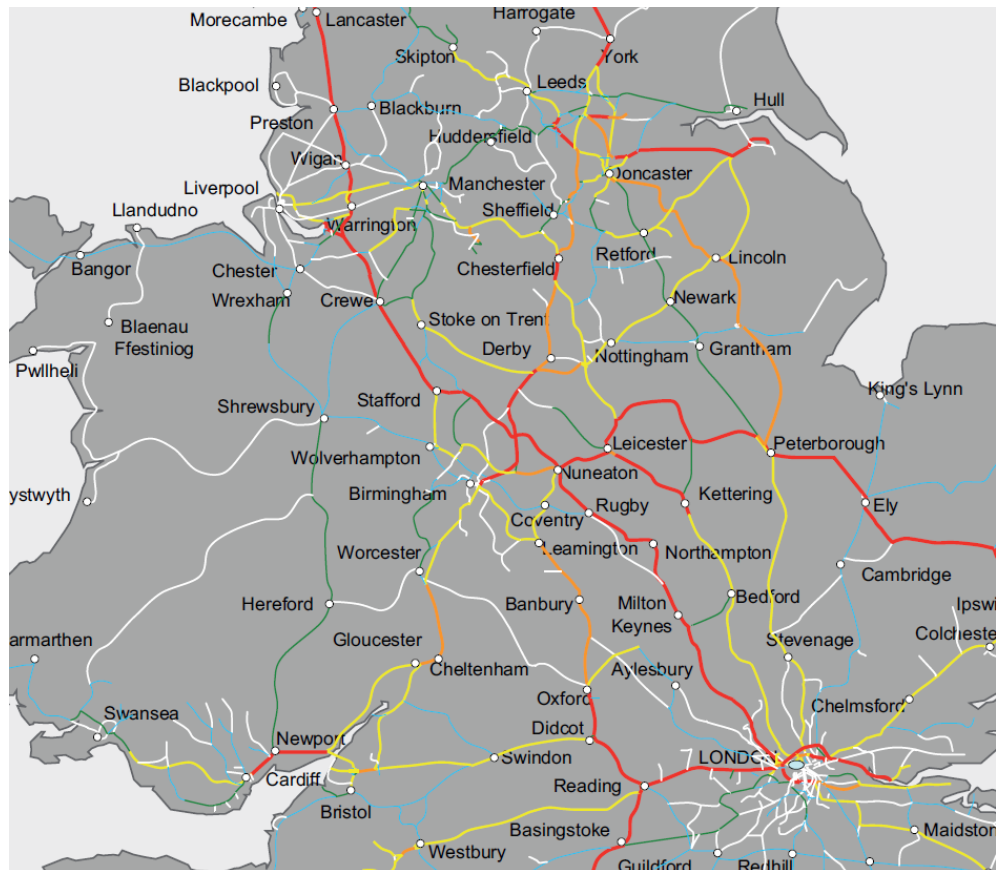 Morecambe
Lancaster
Harrogate
York
Skipton
Leeds
Blackpool
Blackburn
Hull
Preston
Huddersfield
Wigan
Doncaster
Liverpool
Manchester
Llandudno
Warrington
Sheffield
Bangor
Chester
Chesterfield
Retford
Lincoln
Wrexham
Crewe
Newark
Blaenau
Ffestiniog
Stoke on Trent
Derby
Nottingham
Grantham
Pwllheli
King's Lynn
Shrewsbury
Stafford
Leicester
Peterborough
Wolverhampton
Nuneaton
ystwyth
Birmingham
Kettering
Coventry
Rugby
Ely
Worcester
Leamington
Northampton
Cambridge
Hereford
Banbury
Milton
Keynes
Bedford
Ipswi
armarthen
Gloucester
Stevenage
Colcheste
Cheltenham
Aylesbury
Oxford
Chelmsford
Swansea
Didcot
Newport
Swindon
LONDON
Cardiff
Reading
Bristol
Basingstoke
Maidston
Westbury
Guildford
Redhill